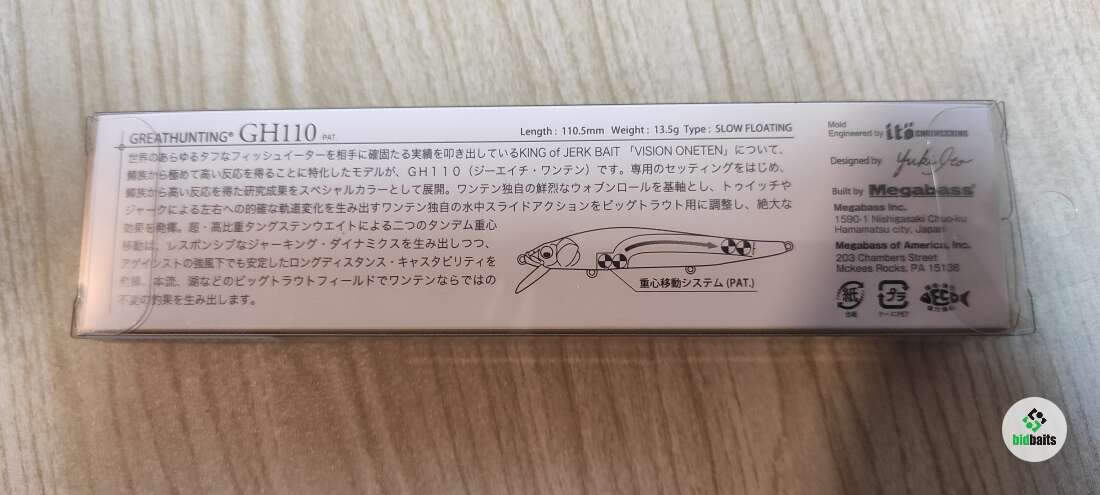 GREATHUNTING® GH110 PAT.
Length : 110.5mm Weight : 13.5g Type : SLOW FLOATING
世界のあらゆるタフなフィッシュイーターを相手に確固たる実績を叩き出しているKING of JERK BAIT 「VISION ONETEN」について、
鱒族から極めて高い反応を得ることに特化したモデルが、GH110（ジーエイチ・ワンテン）です。専用のセッティングをはじめ、
鱒族から高い反応を得た研究成果をスペシャルカラーとして展開。ワンテン独自の鮮烈なウォブンロールを基軸とし、トゥイッチや
ジャークによる左右への的確な軌道変化を生み出すワンテン独自の水中スライドアクションをビッグトラウト用に調整し、絶大な
効果を発揮。超・高比重タングステンウエイトによる二つのタンデム重心
移動は、レスポンシブなジャーキング・ダイナミクスを生み出しつつ、
アゲインストの強風下でも安定したロングディスタンス・キャスタビリティを
発揮。本流、湖などのビッグトラウトフィールドでワンテンならではの
不変の釣果を生み出します。
重心移動システム (PAT.)
Mold
Engineered by itö ENGINEERING
Designed by Yuki Ito
Built by Megabass®
Megabass Inc.
1590-1 Nishigasaki Chuo-ku
Hamamatsu city, Japan
Megabass of America, Inc.
203 Chambers Street
Mckees Rocks, PA 15136
紙
台紙
プラ
ケース:PET
ECO
bidbaits